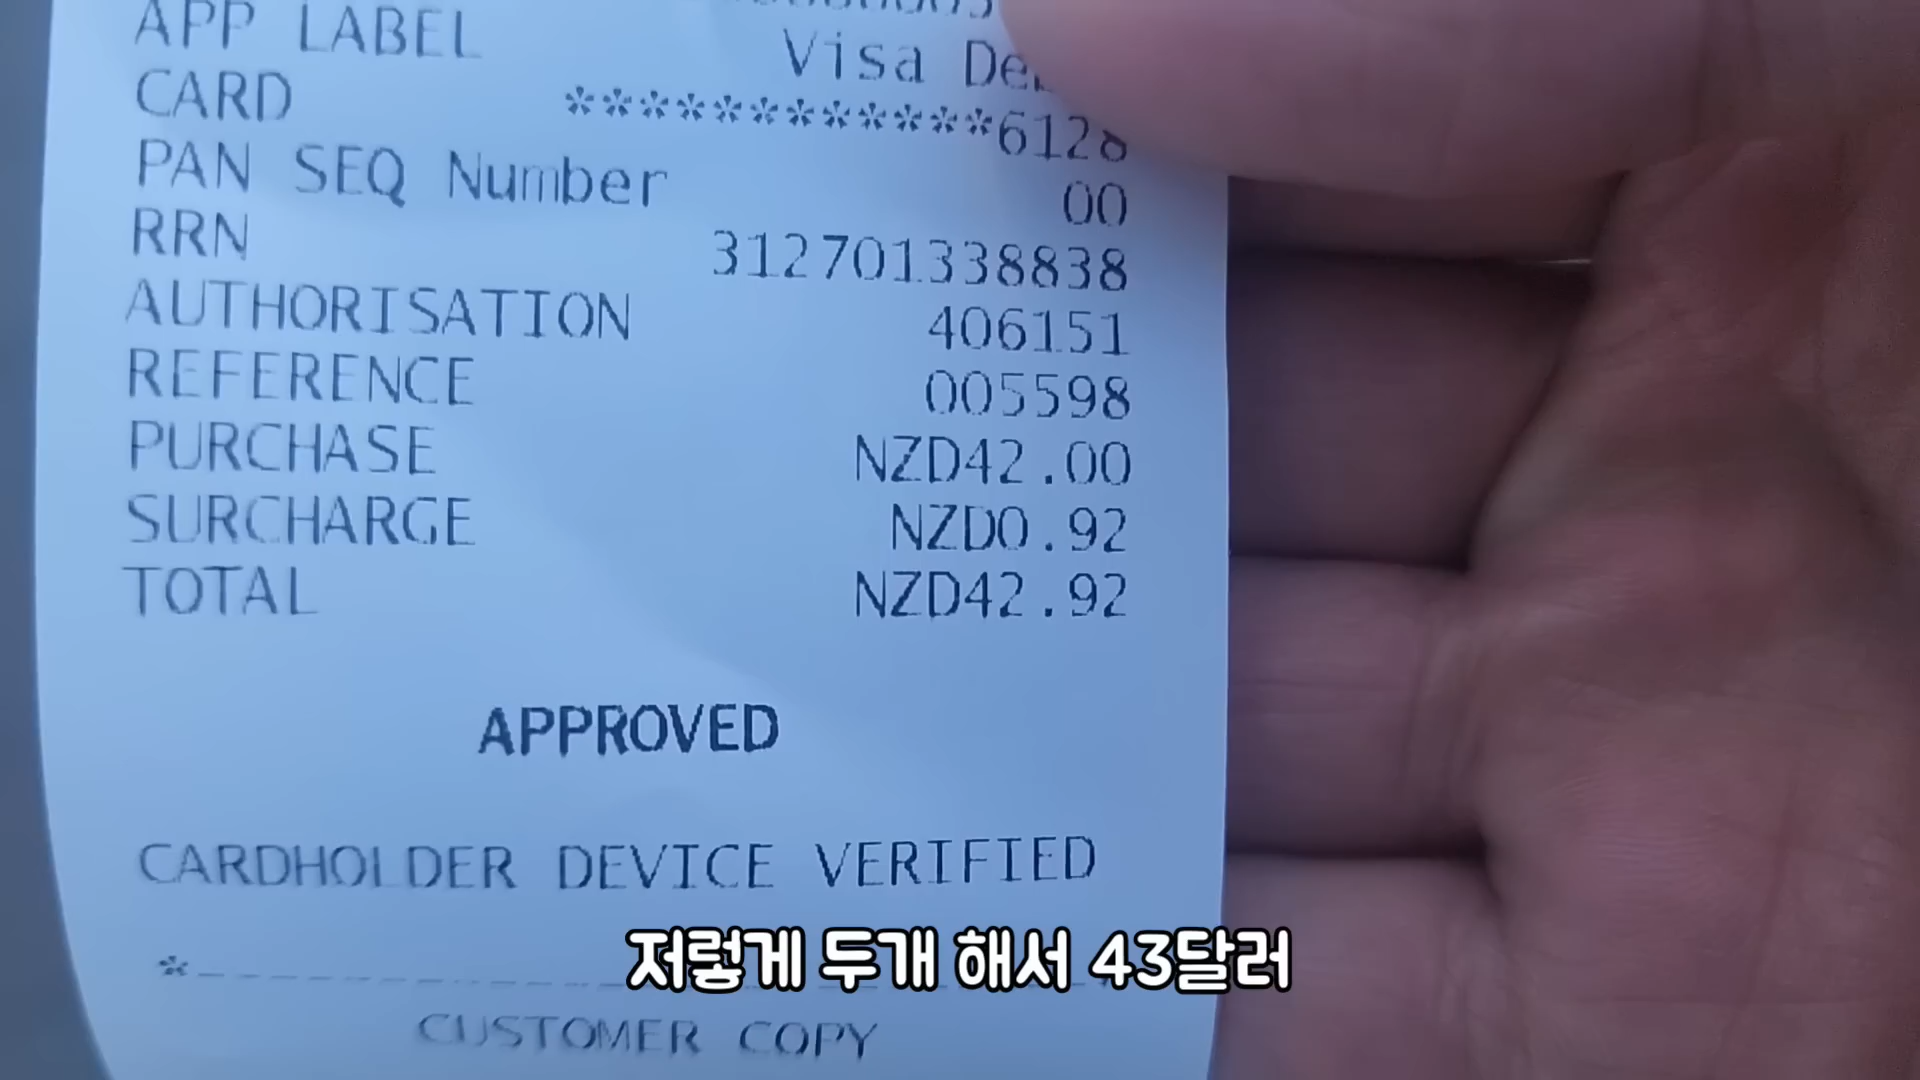 APP LABEL
Visa
CARD ************6128
PAN SEQ Number 00
RRN 312701338838
AUTHORISATION 406151
REFERENCE 005598
PURCHASE NZD42.00
SURCHARGE NZD0.92
TOTAL NZD42.92
APPROVED
CARDHOLDER DEVICE VERIFIED
저렇게 두개 해서 43달러
CUSTOMER COPY